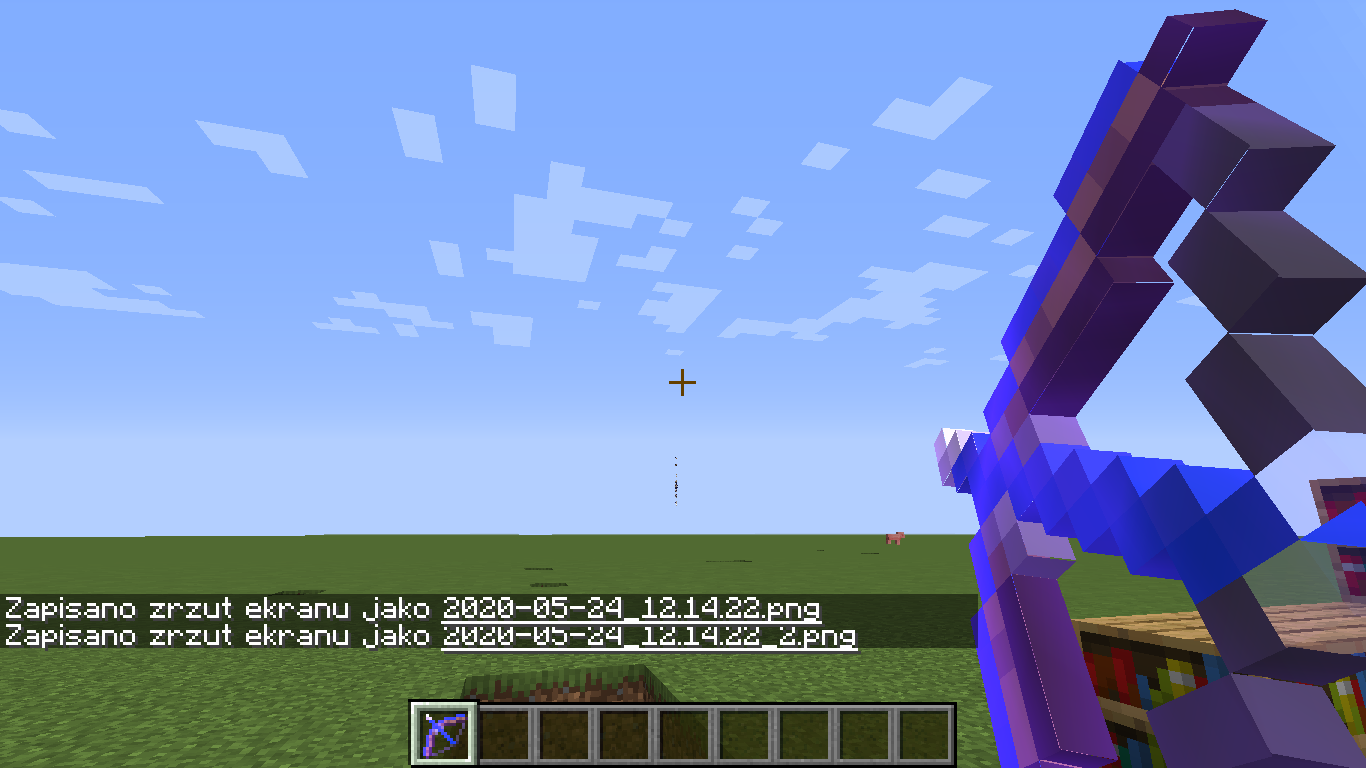 Zapisano zrzut ekranu jako 2020-05-24_12.14.22.png
Zapisano zrzut ekranu jako 2020-05-24_12.14.22_2.png